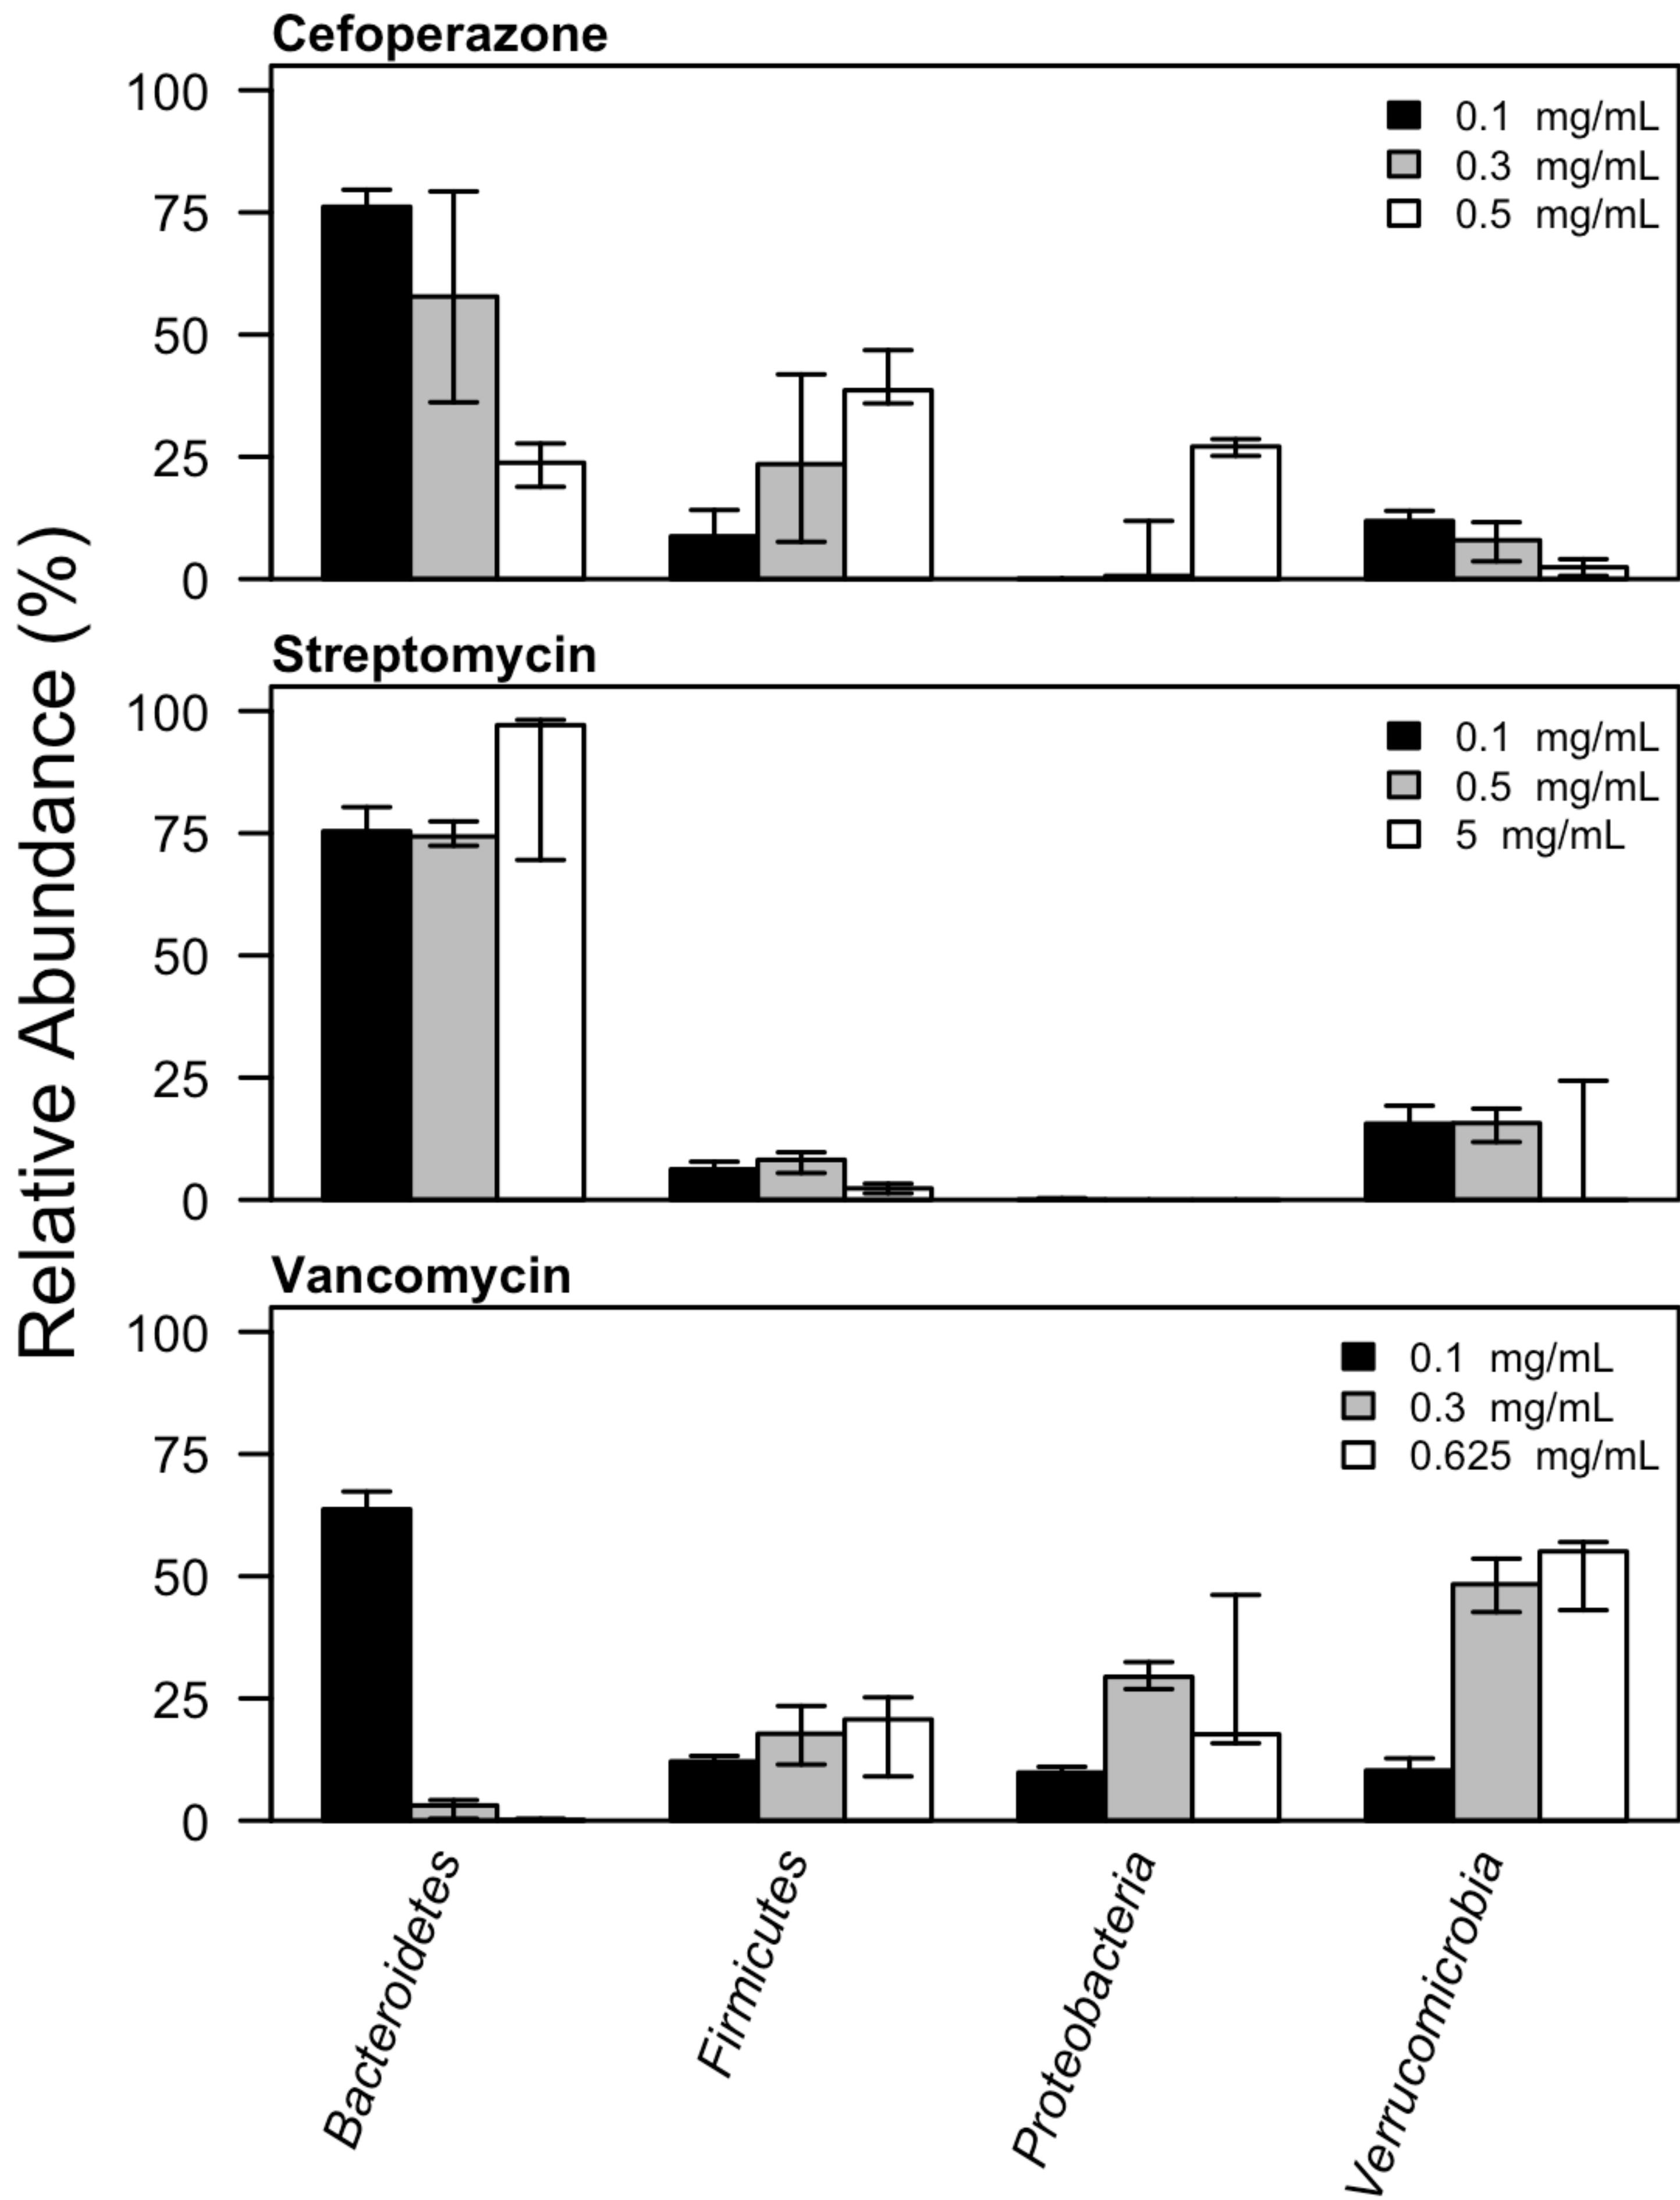 Cefoperazone
100
75
50
25
0
0.1 mg/mL
0.3 mg/mL
0.5 mg/mL
Relative Abundance (%)
Streptomycin
100
75
50
25
0
0.1 mg/mL
0.5 mg/mL
5 mg/mL
Vancomycin
100
75
50
25
0
0.1 mg/mL
0.3 mg/mL
0.625 mg/mL
Bacteroidetes
Firmicutes
Proteobacteria
Verrucomicrobia